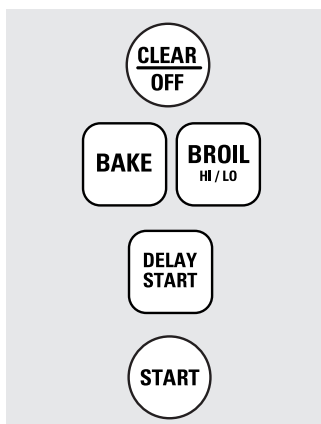 CLEAR
OFF
BAKE
BROIL
HI / LO
DELAY
START
START